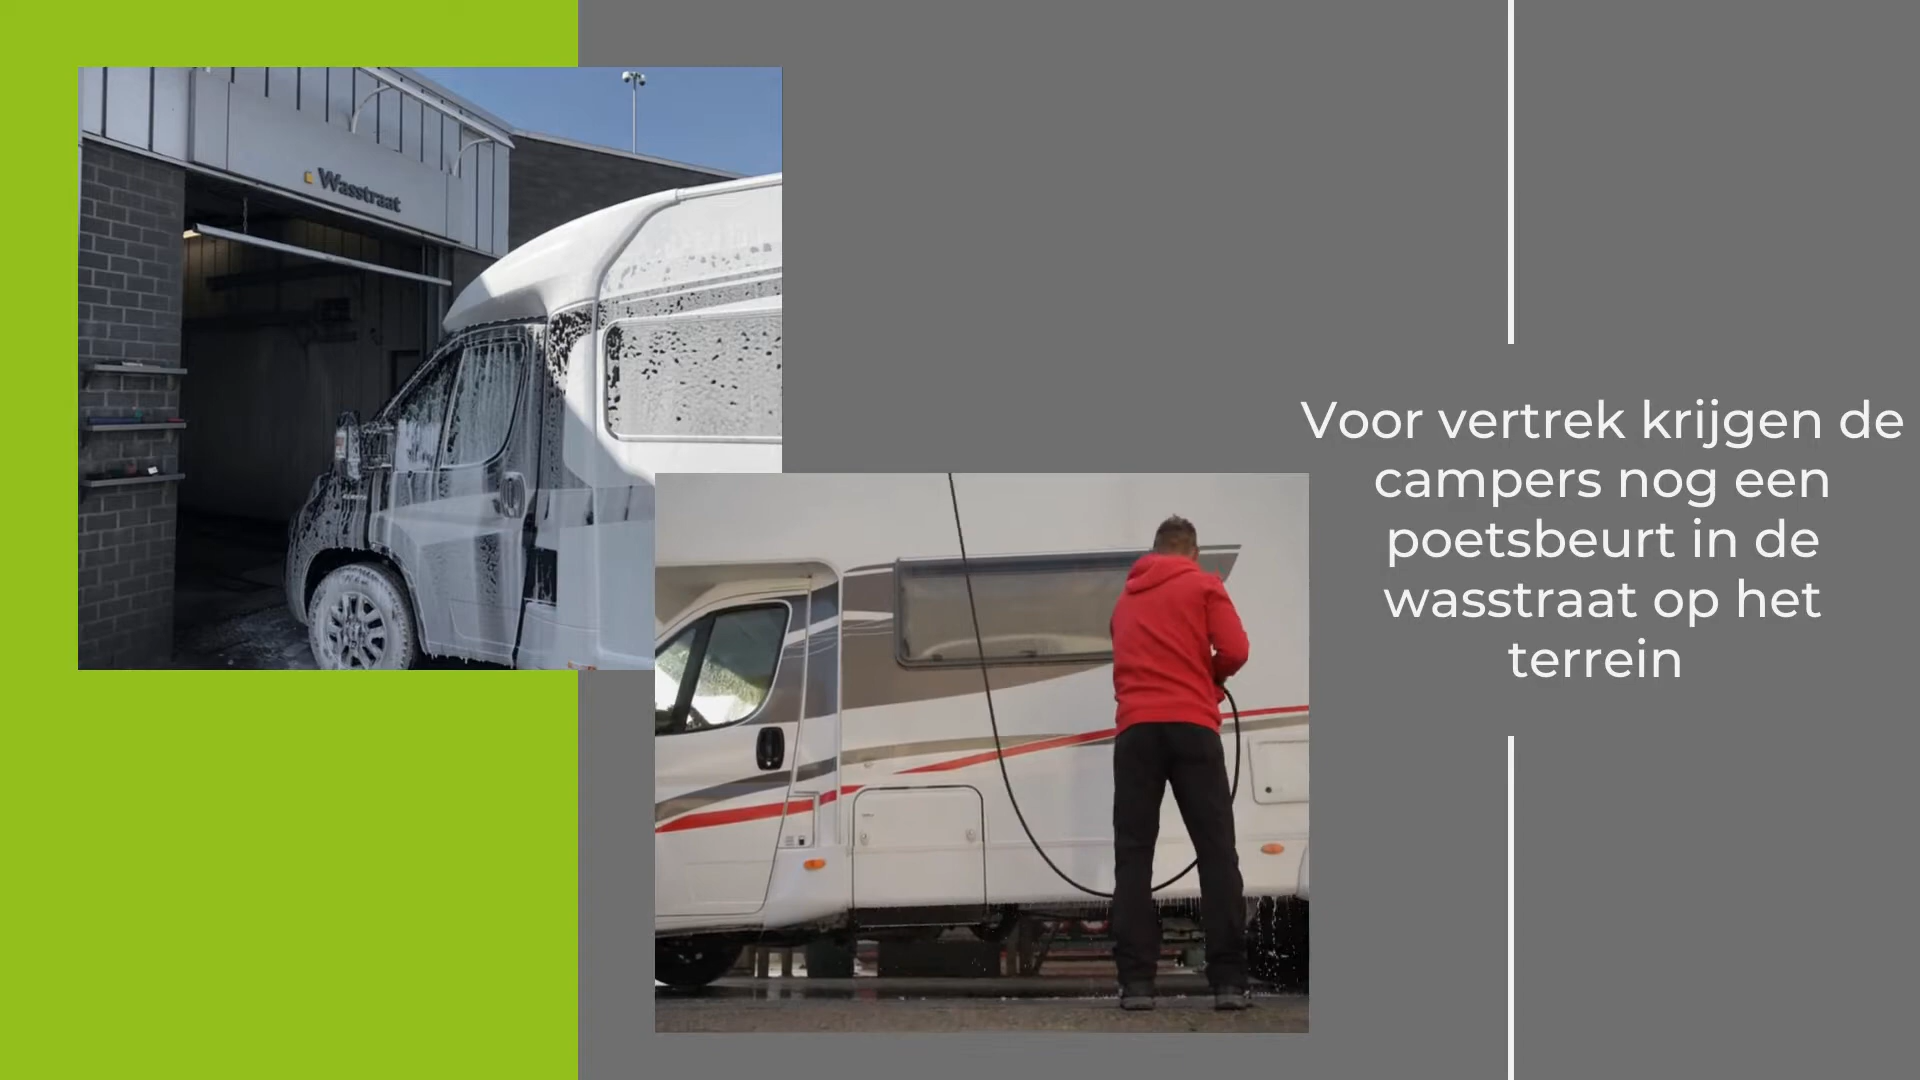 Wasstraat
Voor vertrek krijgen de
campers nog een
poetsbeurt in de
wasstraat op het
terrein